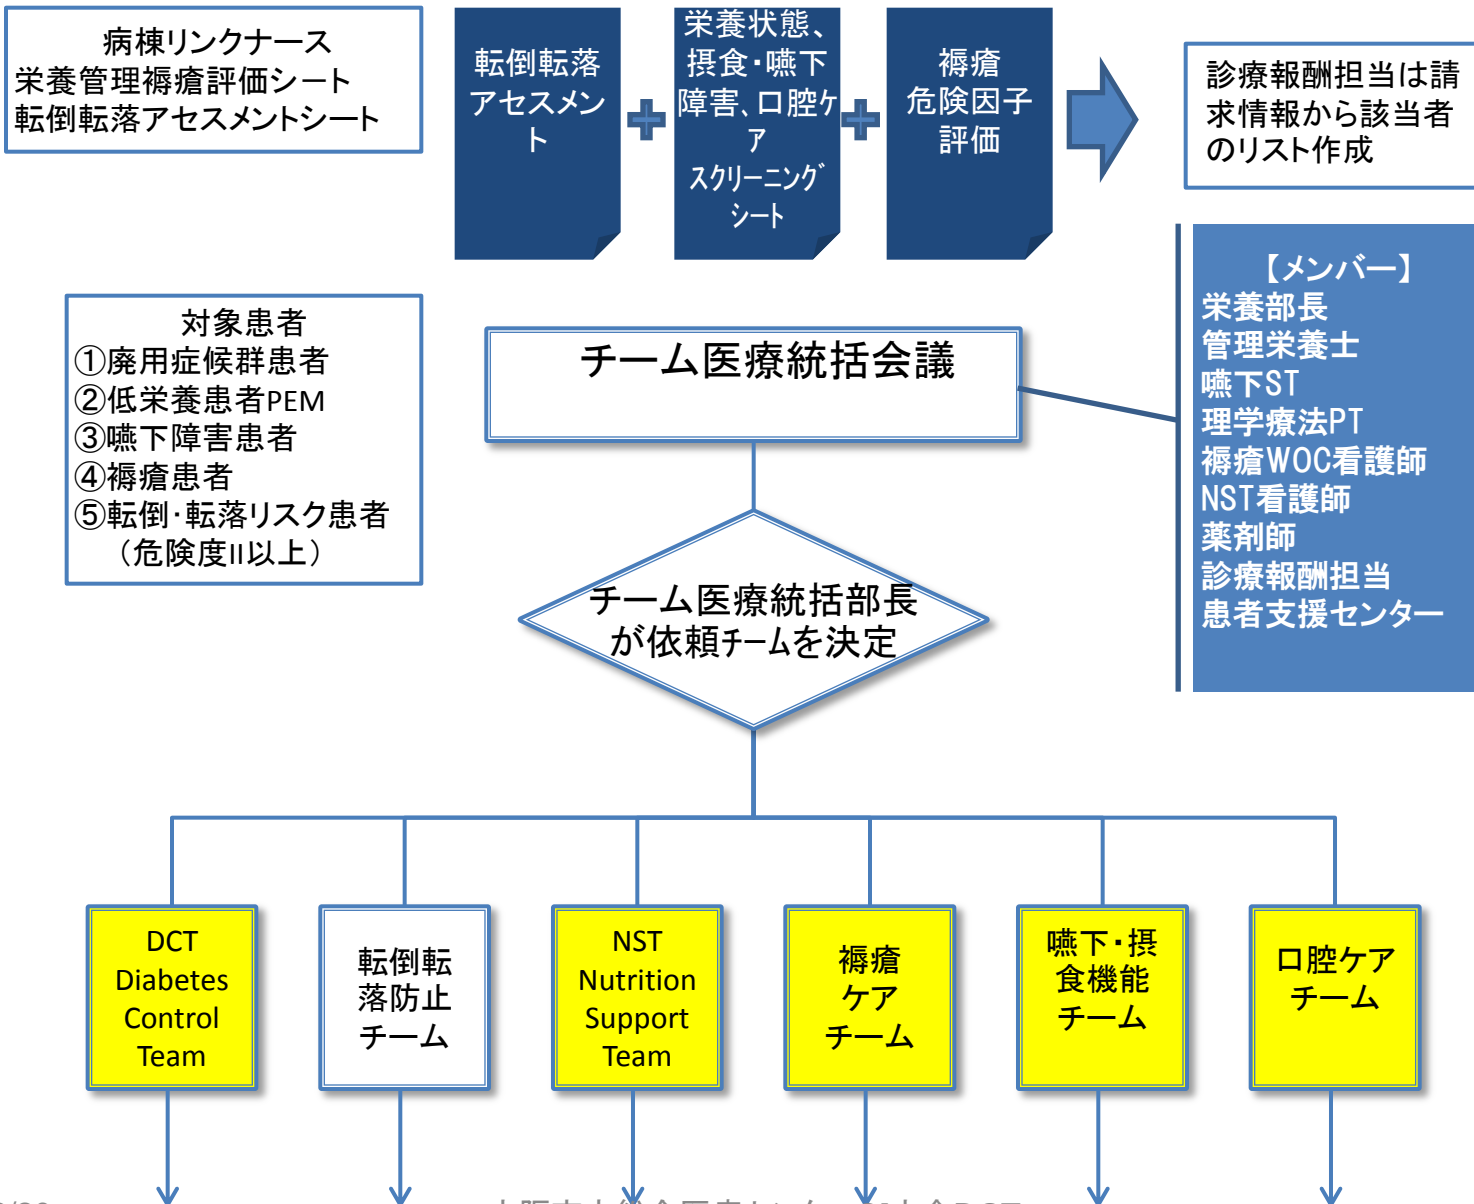 病棟リンクナース
栄養管理褥瘡評価シート
転倒転落アセスメントシート
転倒転落
アセスメン
ト
栄養状態、
摂食・嚥下
障害、口腔ケ
ア
ｽｸﾘｰﾆﾝｸﾞ
ｼｰﾄ
褥瘡
危険因子
評価
診療報酬担当は請
求情報から該当者
のリスト作成
対象患者
①廃用症候群患者
②低栄養患者PEM
③嚥下障害患者
④褥瘡患者
⑤転倒・転落リスク患者
（危険度II以上）
チーム医療統括会議
【メンバー】
栄養部長
管理栄養士
嚥下ST
理学療法PT
褥瘡WOC看護師
NST看護師
薬剤師
診療報酬担当
患者支援センター
チーム医療統括部長
が依頼ﾁｰﾑを決定
DCT
Diabetes
Control
Team
転倒転
落防止
チーム
NST
Nutrition
Support
Team
褥瘡
ケア
チーム
嚥下・摂
食機能
チーム
口腔ケア
チーム